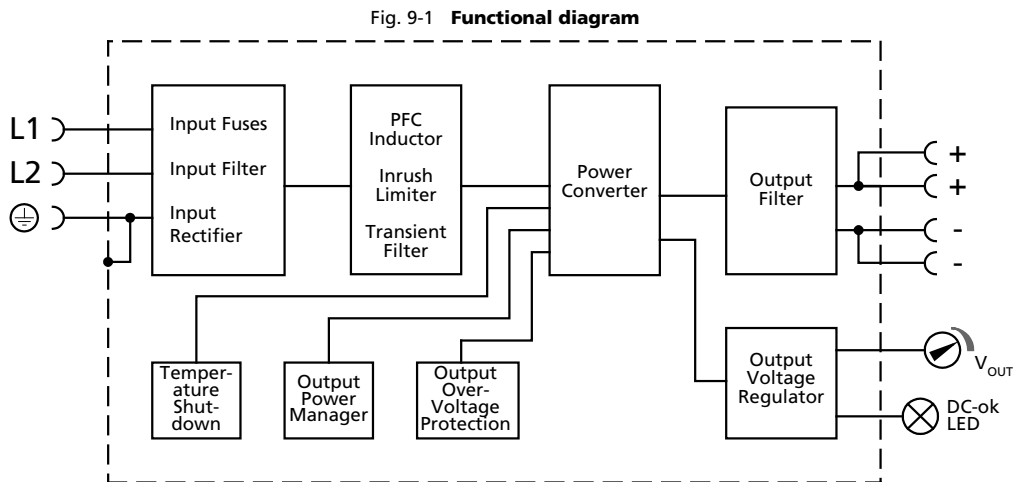 Fig. 9-1 Functional diagram
L1
L2
Input Fuses
Input Filter
Input
Rectifier
PFC
Inductor
Inrush
Limiter
Transient
Filter
Power
Converter
Output
Filter
+
+
-
-
Temper-
ature
Shut-
down
Output
Power
Manager
Output
Over-
Voltage
Protection
Output
Voltage
Regulator
VOUT
DC-ok
LED